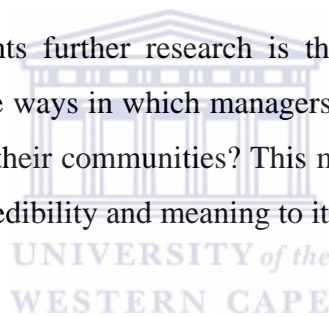 nts further research is th
e ways in which managers
their communities? This m
edibility and meaning to it
UNIVERSITY of the
WESTERN CAPE